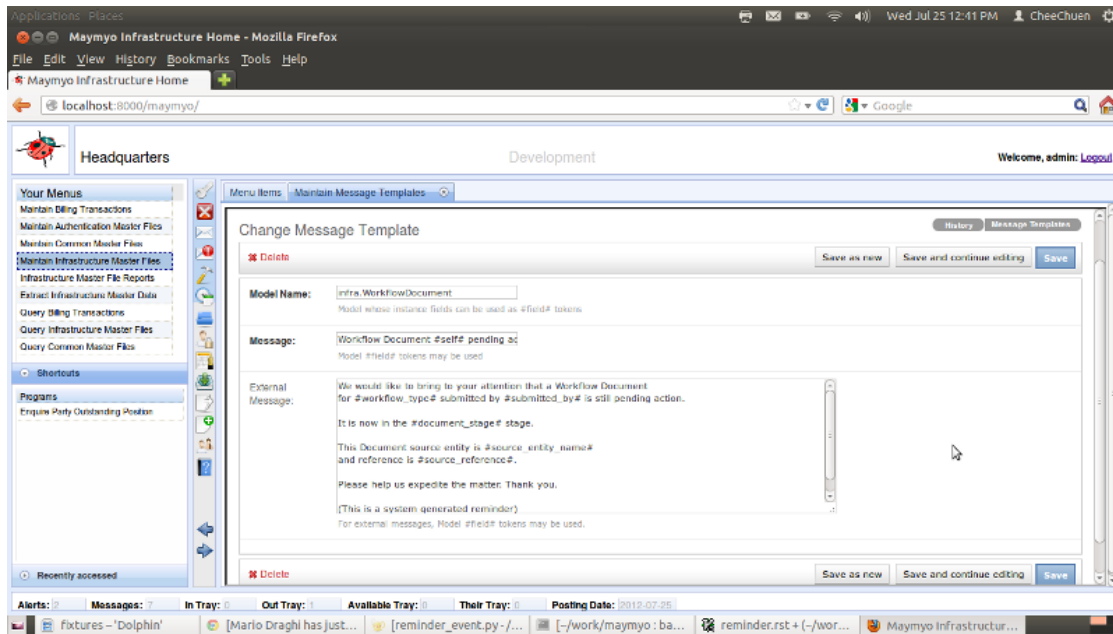 Applications Places
Wed Jul 25 12:41 PM CheeChuen
Maymyo Infrastructure Home - Mozilla Firefox
File Edit View History Bookmarks Tools Help
Maymyo Infrastructure Home
localhost:8000/maymyo/
Google
Headquarters
Development
Welcome, admin: Logout
Your Menus
Maintain Billing Transactions
Maintain Authentication Master Files
Maintain Common Master Files
Maintain Infrastructure Master Files
Infrastructure Master File Reports
Extract Infrastructure Master Data
Query Billing Transactions
Query Infrastructure Master Files
Query Common Master Files
Shortcuts
Programs
Enquire Party Outstanding Position
Recently accessed
Menu Items
Maintain Message Templates
Change Message Template
History
Message Templates
Delete
Save as new
Save and continue editing
Save
Model Name:
infra.WorkflowDocument
Model whose instance fields can be used as #field# tokens
Message:
Workflow Document #self# pending ac
Model #field# tokens may be used
External
Message:
We would like to bring to your attention that a Workflow Document
for #workflow_type# submitted by #submitted_by# is still pending action.
It is now in the #document_stage# stage.
This Document source entity is #source_entity_name#
and reference is #source_reference#.
Please help us expedite the matter. Thank you.
(This is a system generated reminder)
For external messages, Model #field# tokens may be used.
Delete
Save as new
Save and continue editing
Save
Alerts: 2
Messages: 7
In Tray: 0
Out Tray: 1
Available Tray: 0
Their Tray: 0
Posting Date: 2012-07-25
fixtures – 'Dolphin'
[Mario Draghi has just...
[reminder_event.py - /...
[~/work/maymyo : ba...
reminder.rst + (~/wor...
Maymyo Infrastructur...